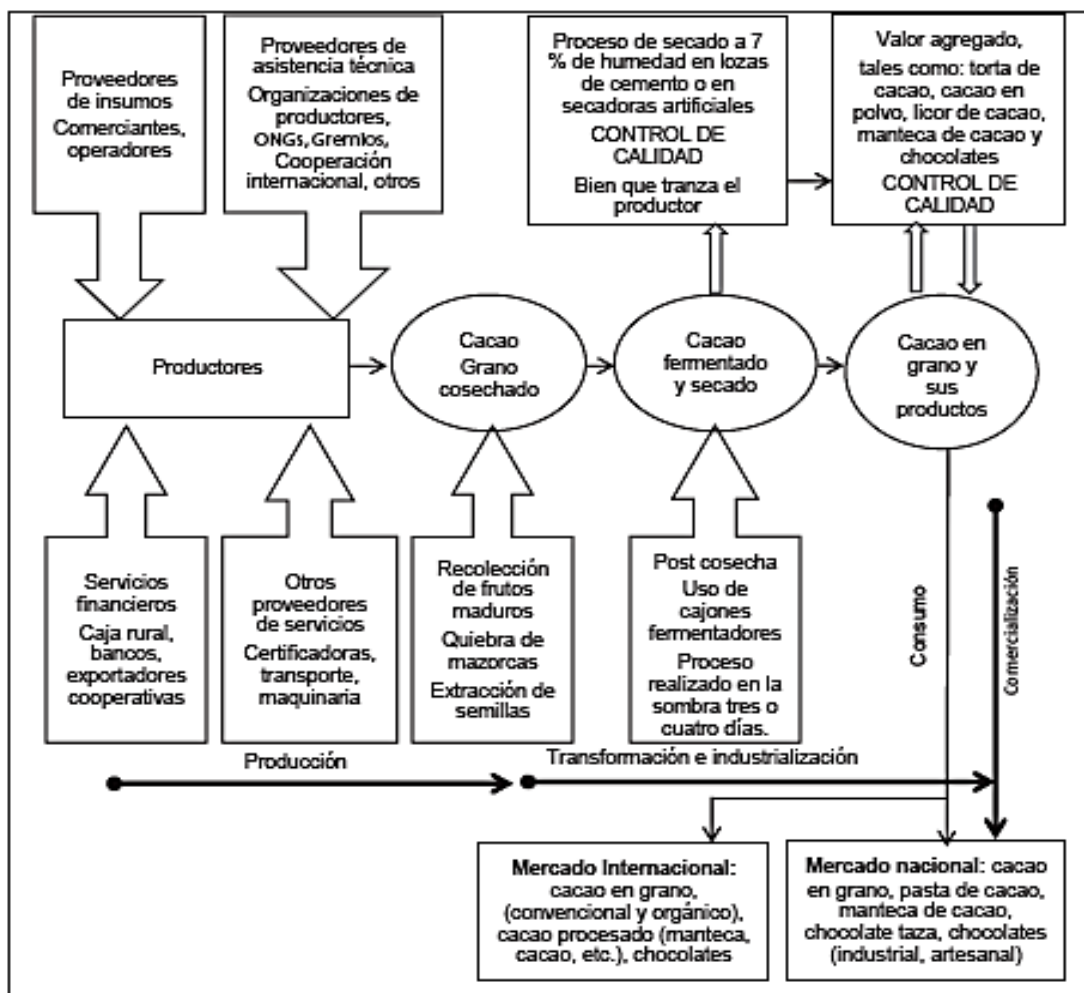 Proveedores
de insumos
Comerciantes,
operadores
Proveedores de
asistencia técnica
Organizaciones de
productores,
ONGs, Gremios,
Cooperación
internacional, otros
Proceso de secado a 7
% de humedad en lozas
de cemento o en
secadoras artificiales
CONTROL DE
CALIDAD
Bien que tranza el
productor
Valor agregado,
tales como: torta de
cacao, cacao en
polvo, licor de cacao,
manteca de cacao y
chocolates
CONTROL DE
CALIDAD
Productores
Cacao
Grano
cosechado
Cacao
fermentado
y secado
Cacao en
grano y
sus
productos
Servicios
financieros
Caja rural,
bancos,
exportadores
cooperativas
Otros
proveedores
de servicios
Certificadoras,
transporte,
maquinaria
Recolección
de frutos
maduros
Quiebra de
mazorcas
Extracción de
semillas
Post cosecha
Uso de
cajones
fermentadores
Proceso
realizado en la
sombra tres o
cuatro días.
Consumo
Comercialización
Producción
Transformación e industrialización
Mercado Internacional:
cacao en grano,
(convencional y orgánico),
cacao procesado (manteca,
cacao, etc.), chocolates
Mercado nacional: cacao
en grano, pasta de cacao,
manteca de cacao,
chocolate taza, chocolates
(industrial, artesanal)